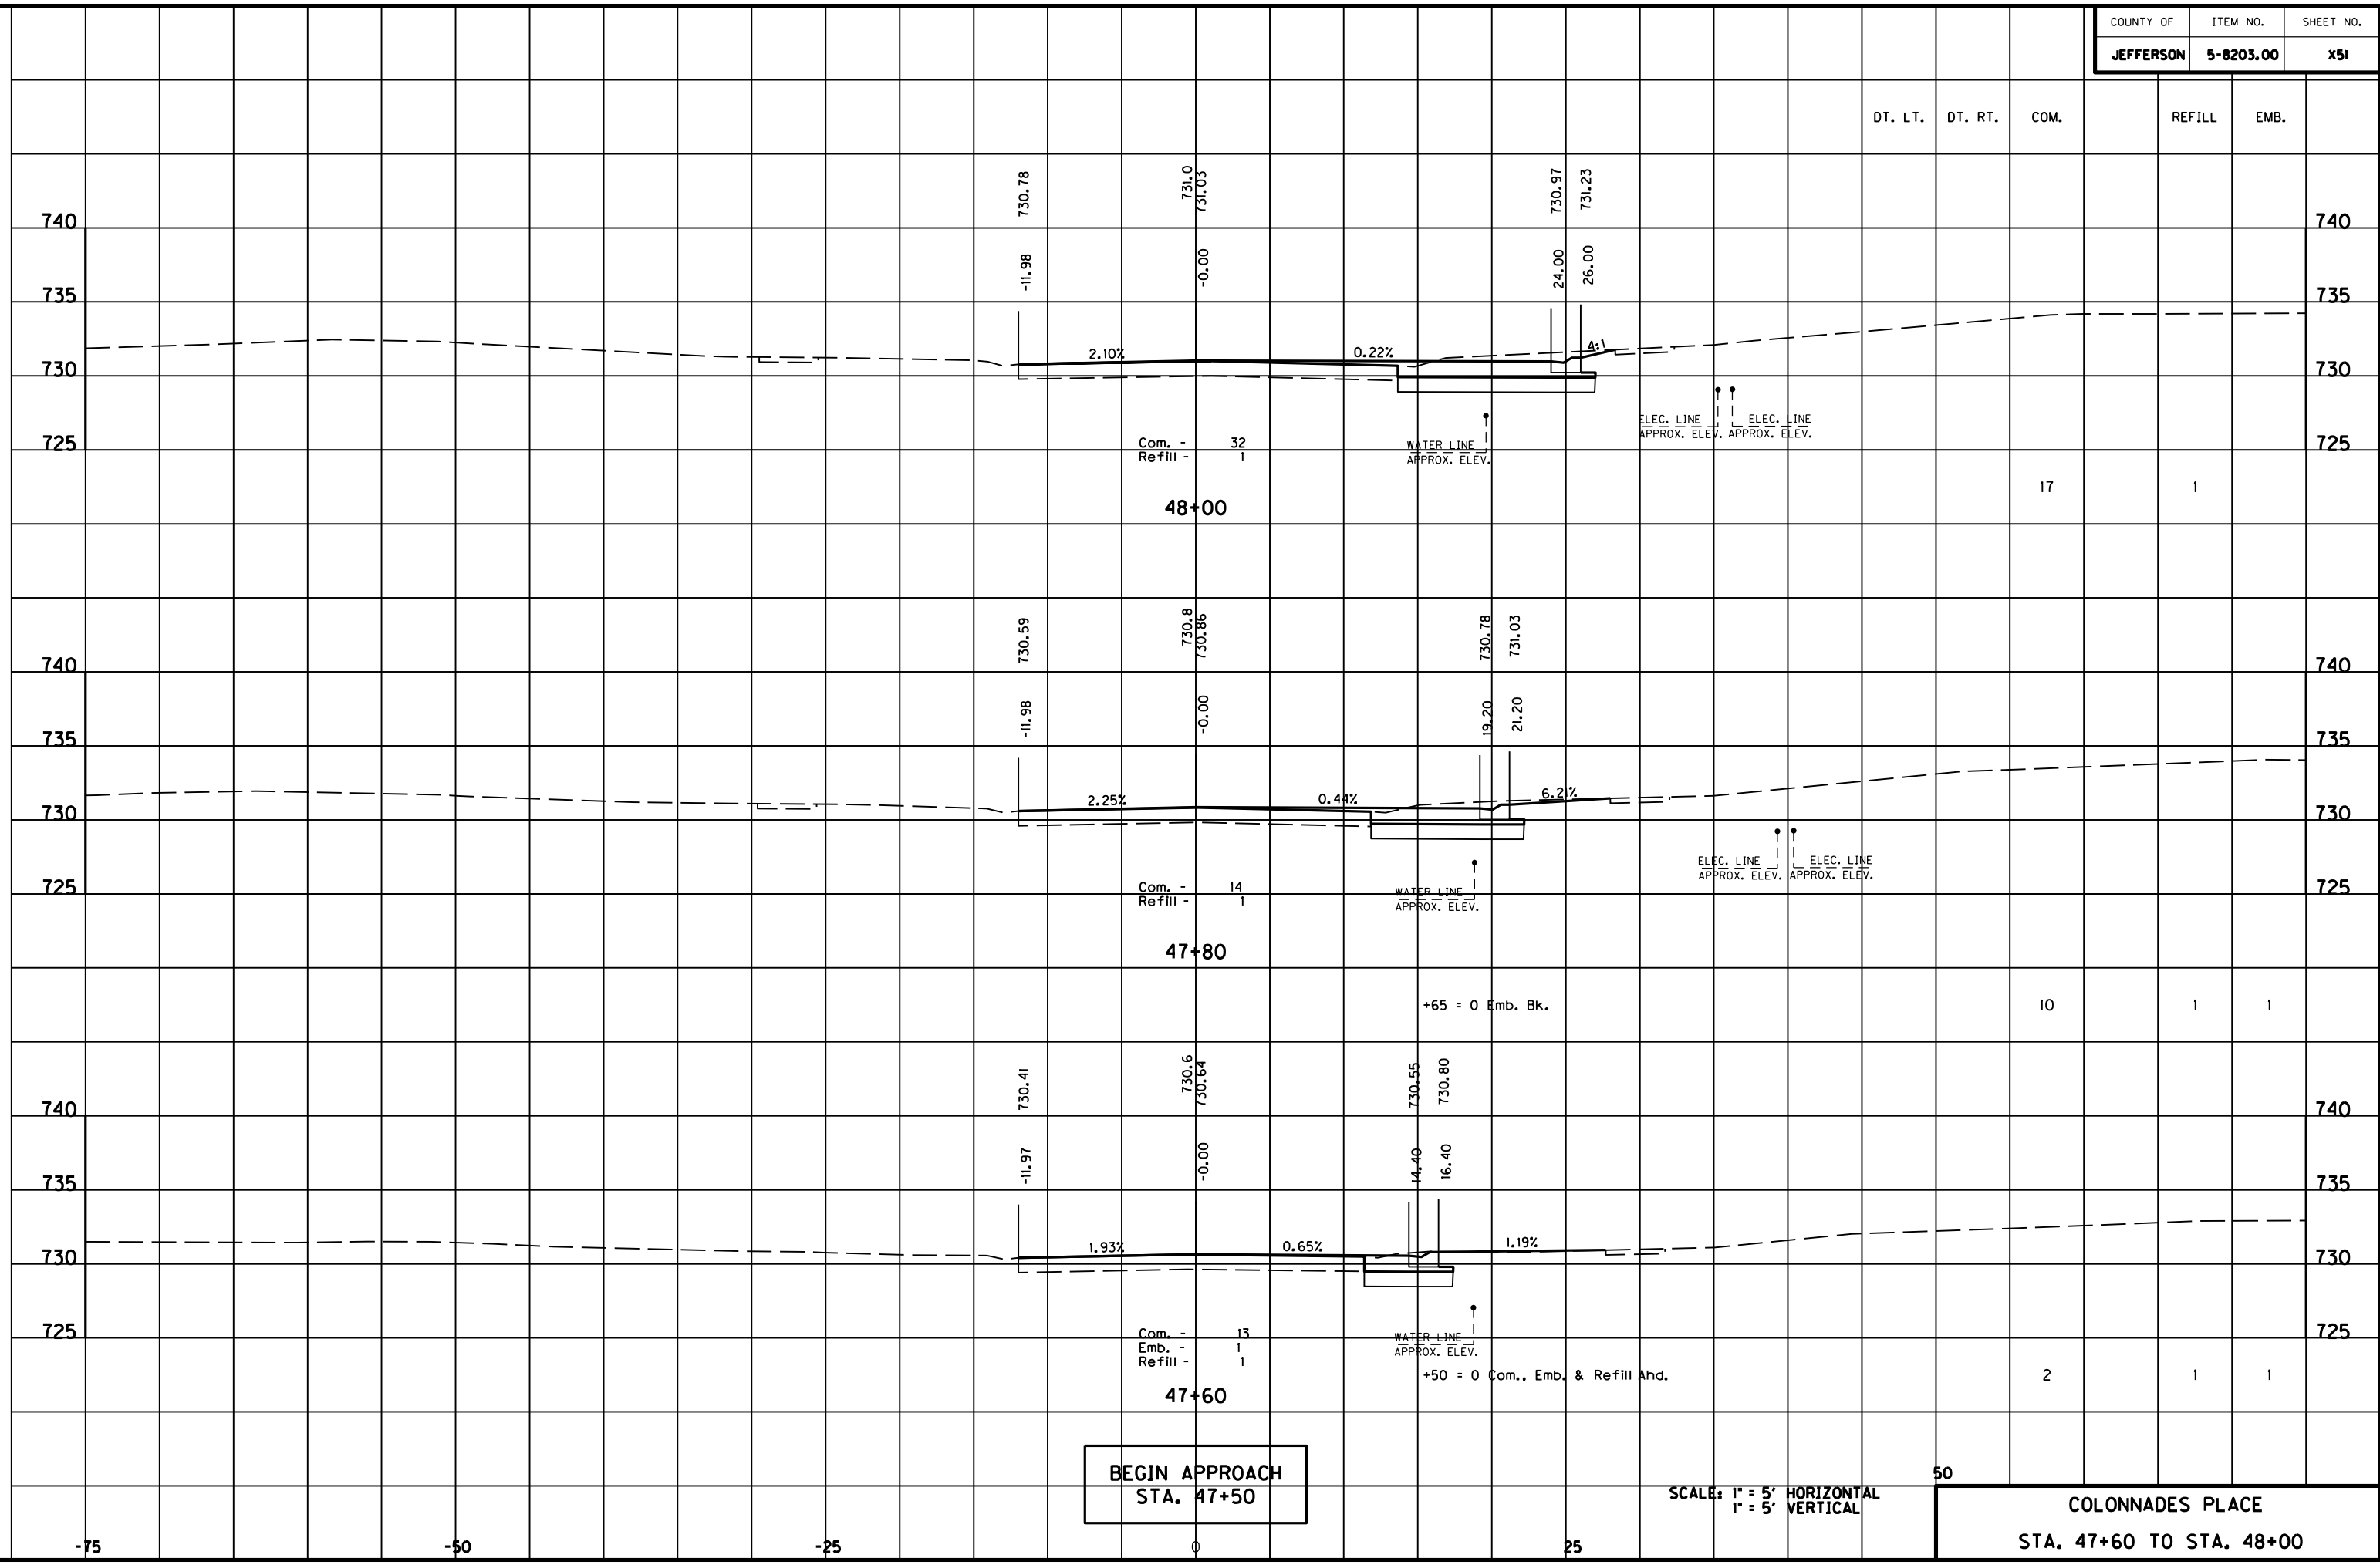 COUNTY OF ITEM NO. SHEET NO.
JEFFERSON 5-8203.00 X51
DT. LT. DT. RT. COM. REFILL EMB.
730.78 731.0 731.03 730.97 731.23
740 740
-11.98 -0.00 24.00 26.00
735 735
2.10% 0.22% 4:1
730 730
ELEC. LINE ELEC. LINE
APPROX. ELEV. APPROX. ELEV.
725 Com. - 32 WATER LINE 725
Refill - 1 APPROX. ELEV.
17 1
48+00
730.59 730.8 730.86 730.78 731.03
740 740
-11.98 -0.00 19.20 21.20
735 735
2.25% 0.44% 6.21%
730 730
ELEC. LINE ELEC. LINE
APPROX. ELEV. APPROX. ELEV.
725 Com. - 14 WATER LINE 725
Refill - 1 APPROX. ELEV.
47+80
+65 = 0 Emb. Bk. 10 1 1
730.41 730.6 730.64 730.55 730.80
740 740
-11.97 -0.00 14.40 16.40
735 735
1.93% 0.65% 1.19%
730 730
725 Com. - 13 WATER LINE 725
Emb. - 1 APPROX. ELEV.
Refill - 1
+50 = 0 Com., Emb. & Refill Ahd. 2 1 1
47+60
BEGIN APPROACH
STA. 47+50
50
SCALE: 1" = 5' HORIZONTAL
1" = 5' VERTICAL
COLONNADES PLACE
STA. 47+60 TO STA. 48+00
-75 -50 -25 0 25